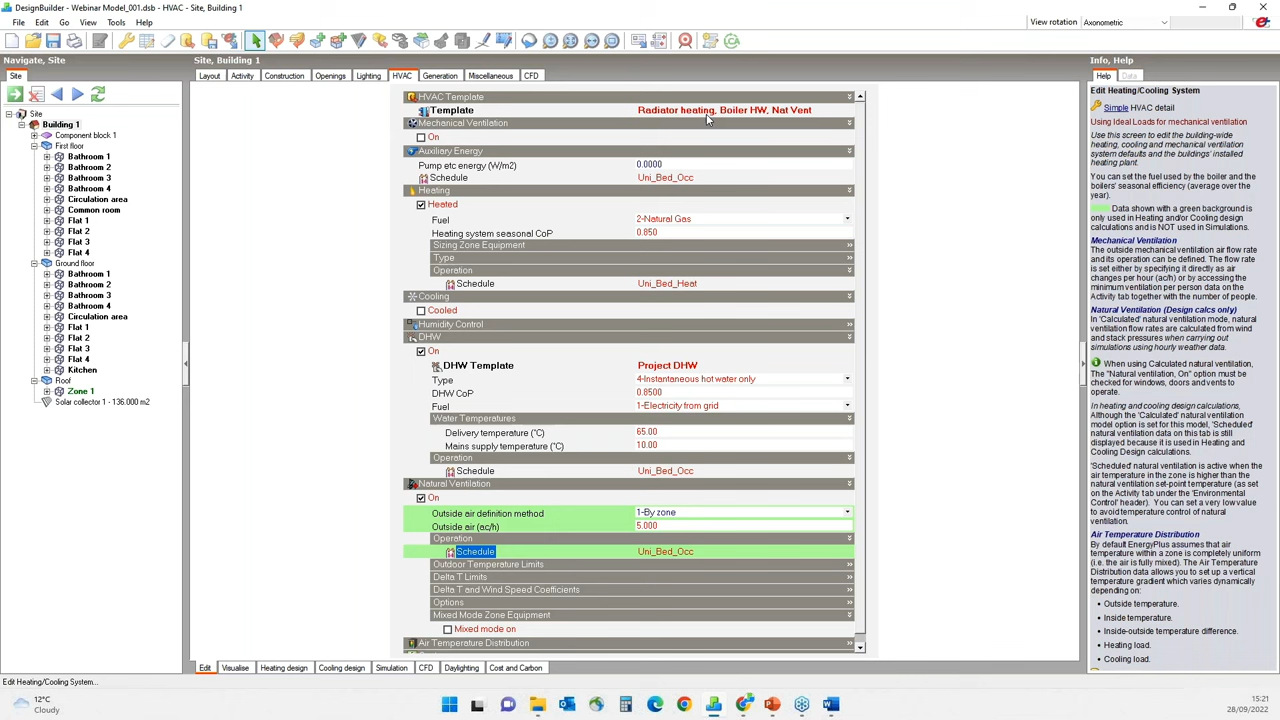 DesignBuilder - Webinar Model_001.dsb - HVAC - Site, Building 1
File Edit Go View Tools Help
View rotation Axonometric
Navigate, Site
Site
Site
Building 1
Component block 1
First floor
Bathroom 1
Bathroom 2
Bathroom 3
Bathroom 4
Circulation area
Common room
Flat 1
Flat 2
Flat 3
Flat 4
Ground floor
Bathroom 1
Bathroom 2
Bathroom 3
Bathroom 4
Circulation area
Flat 1
Flat 2
Flat 3
Flat 4
Kitchen
Roof
Zone 1
Solar collector 1 - 136.000 m2
Site, Building 1
Layout Activity Construction Openings Lighting HVAC Generation Miscellaneous CFD
HVAC Template
Template Radiator heating, Boiler HW, Nat Vent
Mechanical Ventilation
On
Auxiliary Energy
Pump etc energy (W/m2) 0.0000
Schedule Uni_Bed_Occ
Heating
Heated
Fuel 2-Natural Gas
Heating system seasonal CoP 0.850
Sizing Zone Equipment
Type
Operation
Schedule Uni_Bed_Heat
Cooling
Cooled
Humidity Control
DHW
On
DHW Template Project DHW
Type 4-Instantaneous hot water only
DHW CoP 0.8500
Fuel 1-Electricity from grid
Water Temperatures
Delivery temperature (°C) 65.00
Mains supply temperature (°C) 10.00
Operation
Schedule Uni_Bed_Occ
Natural Ventilation
On
Outside air definition method 1-By zone
Outside air (ac/h) 5.000
Operation
Schedule Uni_Bed_Occ
Outdoor Temperature Limits
Delta T Limits
Delta T and Wind Speed Coefficients
Options
Mixed Mode Zone Equipment
Mixed mode on
Air Temperature Distribution
Edit Visualise Heating design Cooling design Simulation CFD Daylighting Cost and Carbon
Info, Help
Help Data
Edit Heating/Cooling System
Simple HVAC detail
Using Ideal Loads for mechanical ventilation
Use this screen to edit the building-wide
heating, cooling and mechanical ventilation
system defaults and the buildings' installed
heating plant.
You can set the fuel used by the boiler and the
boilers' seasonal efficiency (average over the
year).
Data shown with a green background is
only used in Heating and/or Cooling design
calculations and is NOT used in Simulations.
Mechanical Ventilation
The outside mechanical ventilation air flow rate
and its operation can be defined. The flow rate
is set either by specifying it directly as air
changes per hour (ac/h) or by accessing the
minimum ventilation per person data on the
Activity tab together with the number of people.
Natural Ventilation (Design calcs only)
In 'Calculated' natural ventilation mode, natural
ventilation flow rates are calculated from wind
and stack pressures when carrying out
simulations using hourly weather data.
When using Calculated natural ventilation,
The "Natural ventilation, On" option must be
checked for windows, doors and vents to
operate.
In heating and cooling design calculations,
Although the 'Calculated' natural ventilation
model option is set for this model, 'Scheduled'
natural ventilation data on this tab is still
displayed because it is used in Heating and
Cooling Design calculations.
'Scheduled natural ventilation is active when the
air temperature in the zone is higher than the
natural ventilation set-point temperature (as set
on the Activity tab under the 'Environmental
Control' header). You can set a very low value
to avoid temperature control of natural
ventilation.
Air Temperature Distribution
By default EnergyPlus assumes that air
temperature within a zone is completely uniform
(i.e. the air is fully mixed). The Air Temperature
Distribution data allows you to set up a vertical
temperature gradient which varies dynamically
depending on:
• Outside temperature.
• Inside temperature.
• Inside-outside temperature difference.
• Heating load.
• Cooling load.
Edit Heating/Cooling System...
12°C
Cloudy
15:21
28/09/2022